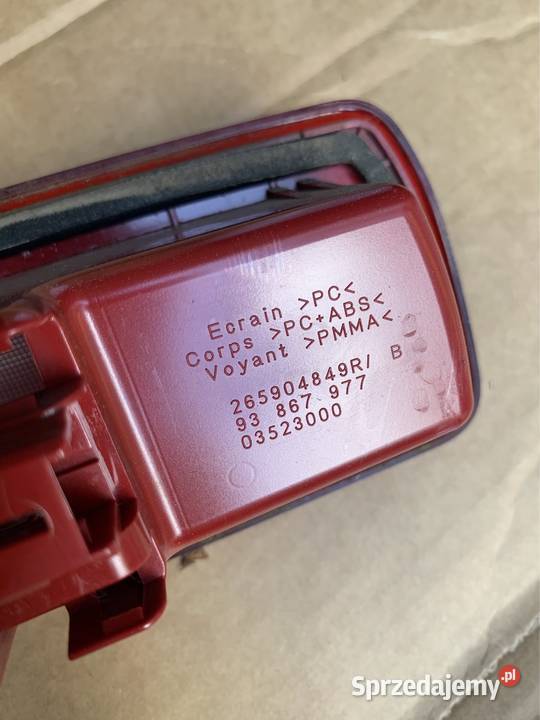 Ecrain >PC<
Corps >PC+ABS<
Voyant >PMMA<
265904849R/ B
93 867 977
03523000
Sprzedajemy.pl